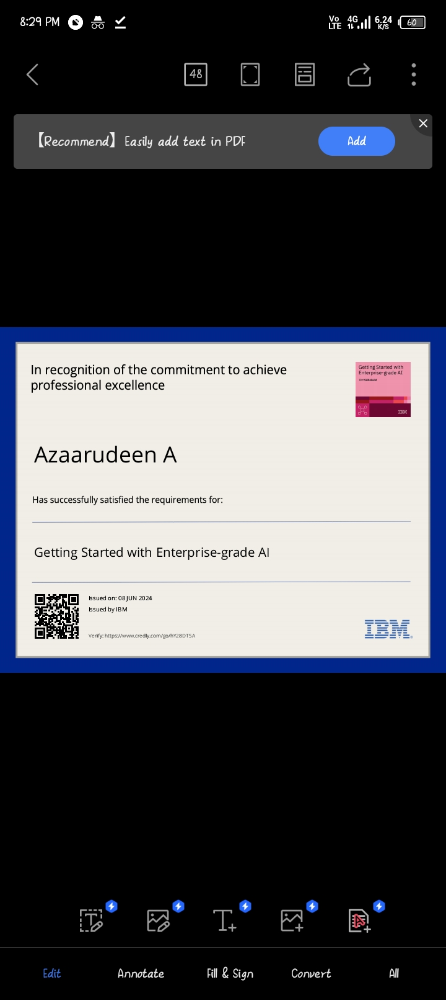 8:29 PM
Vo
LTE
4G
6.24
K/S
60
48
【Recommend】 Easily add text in PDF
Add
In recognition of the commitment to achieve
professional excellence
Getting Started with
Enterprise-grade AI
IBM SkillsBuild
IBM
Azaarudeen A
Has successfully satisfied the requirements for:
Getting Started with Enterprise-grade AI
Issued on: 08 JUN 2024
Issued by IBM
Verify: https://www.credly.com/go/hY28DTSA
IBM®
Edit
Annotate
Fill & Sign
Convert
All